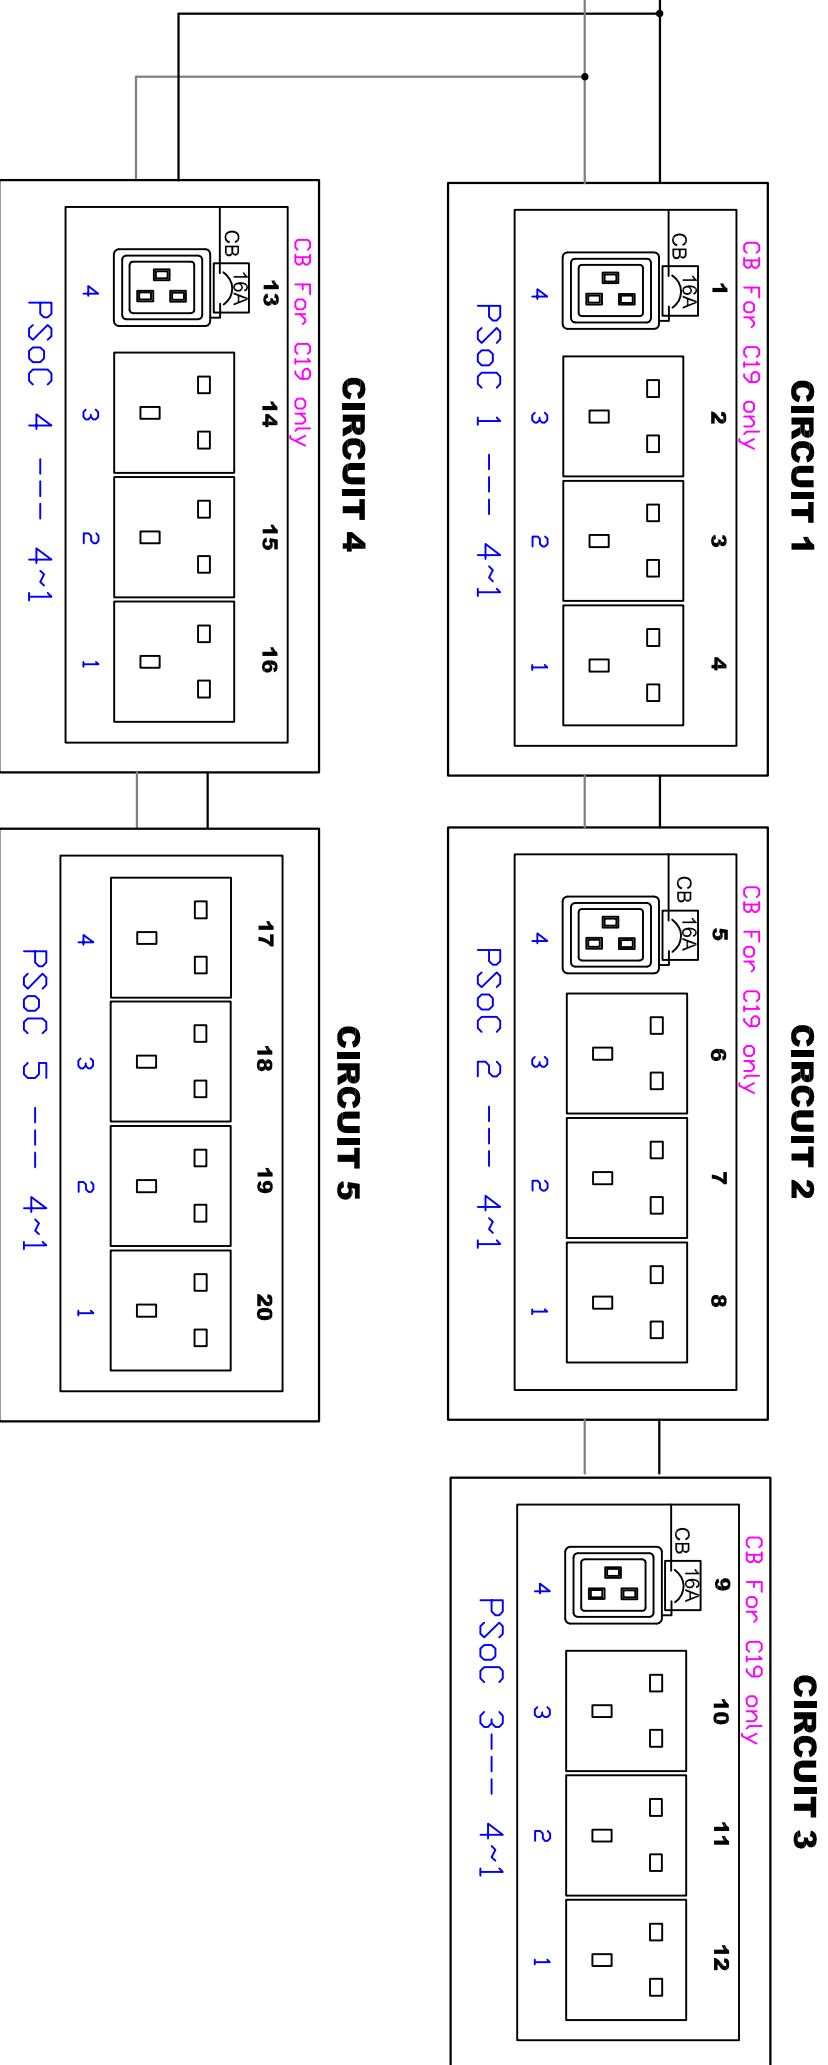 CIRCUIT 1
CB For C19 only
1 2 3 4
CB
16A
4 3 2 1
PSoC 1 --- 4~1
CIRCUIT 2
CB For C19 only
5 6 7 8
CB
16A
4 3 2 1
PSoC 2 --- 4~1
CIRCUIT 3
CB For C19 only
9 10 11 12
CB
16A
4 3 2 1
PSoC 3--- 4~1
CIRCUIT 4
CB For C19 only
13 14 15 16
CB
16A
4 3 2 1
PSoC 4 --- 4~1
CIRCUIT 5
17 18 19 20
4 3 2 1
PSoC 5 --- 4~1